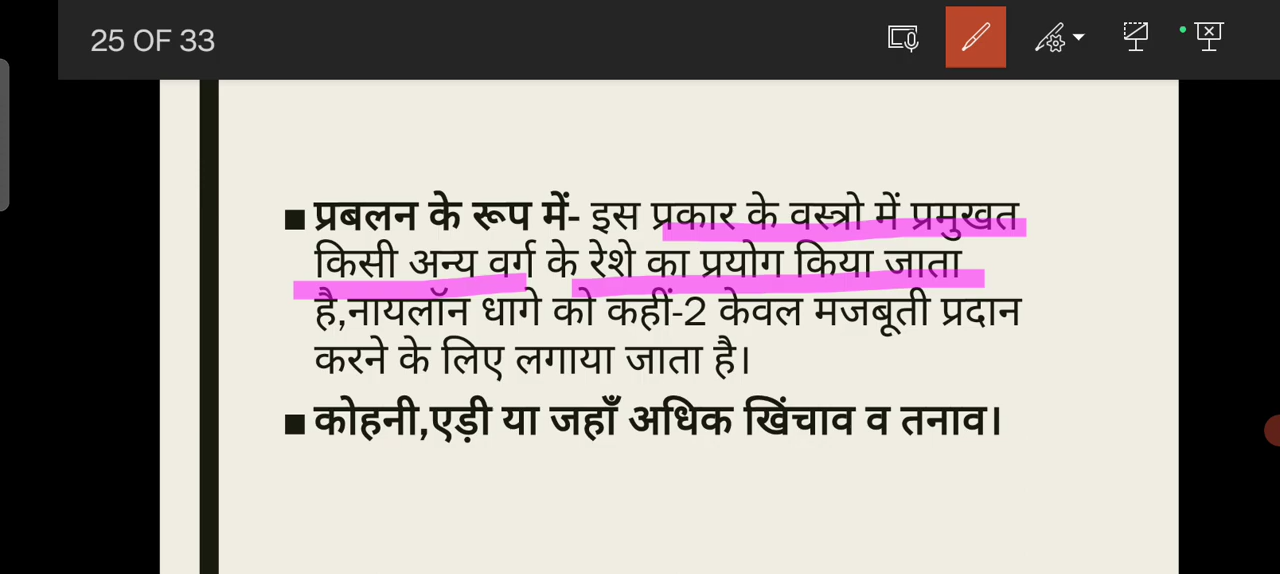 25 OF 33
■ प्रबलन के रूप में- इस प्रकार के वस्त्रो में प्रमुखत
किसी अन्य वर्ग के रेशे का प्रयोग किया जाता
है,नायलॉन धागे को कहीं-2 केवल मजबूती प्रदान
करने के लिए लगाया जाता है।
■ कोहनी,एड़ी या जहाँ अधिक खिंचाव व तनाव।